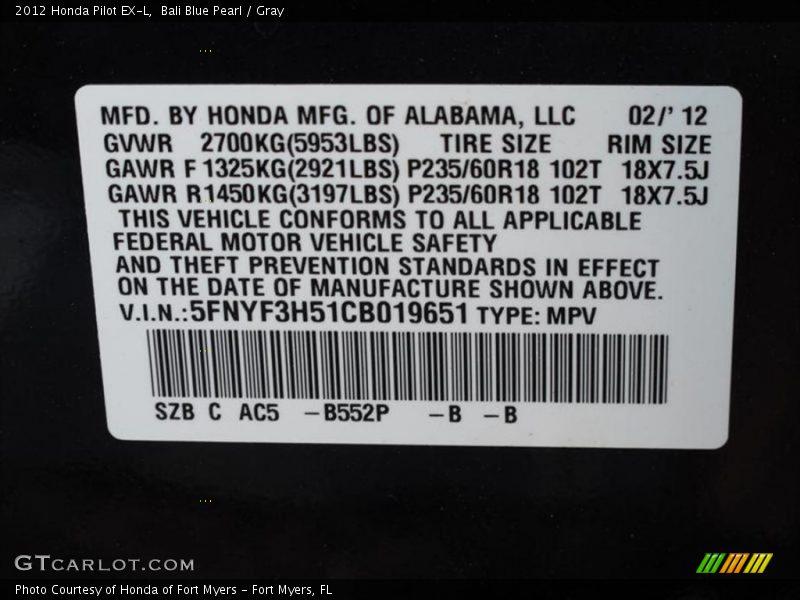 2012 Honda Pilot EX-L, Bali Blue Pearl / Gray
MFD. BY HONDA MFG. OF ALABAMA, LLC 02/' 12
GVWR 2700KG(5953LBS) TIRE SIZE RIM SIZE
GAWR F 1325KG(2921LBS) P235/60R18 102T 18X7.5J
GAWR R1450KG(3197LBS) P235/60R18 102T 18X7.5J
THIS VEHICLE CONFORMS TO ALL APPLICABLE
FEDERAL MOTOR VEHICLE SAFETY
AND THEFT PREVENTION STANDARDS IN EFFECT
ON THE DATE OF MANUFACTURE SHOWN ABOVE.
V.I.N.:5FNYF3H51CB019651 TYPE: MPV
SZB C AC5 -B552P -B -B
GTCARLOT.COM
Photo Courtesy of Honda of Fort Myers - Fort Myers, FL